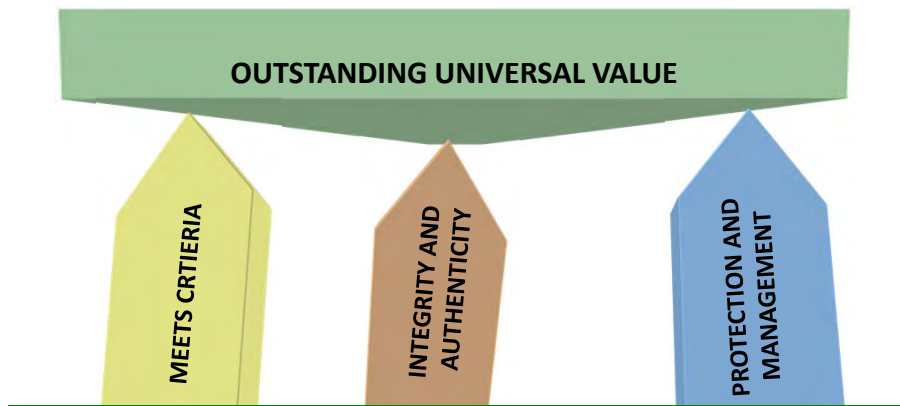 OUTSTANDING UNIVERSAL VALUE
MEETS CRTIERIA
INTEGRITY AND
AUTHENTICITY
PROTECTION AND
MANAGEMENT